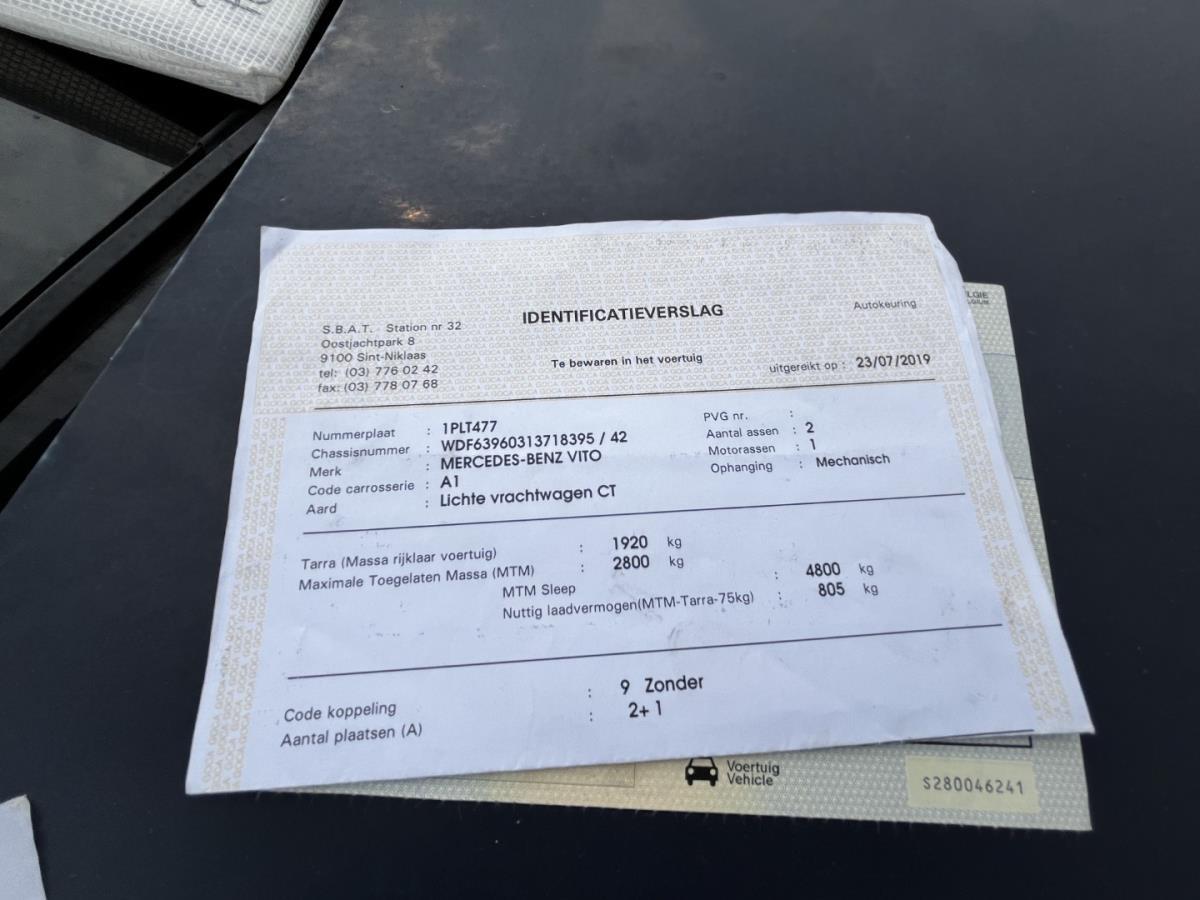 IDENTIFICATIEVERSLAG
Autokeuring
S.B.A.T. Station nr 32
Oostjachtpark 8
9100 Sint-Niklaas
tel: (03) 776 02 42
fax: (03) 778 07 68
Te bewaren in het voertuig
uitgereikt op : 23/07/2019
Nummerplaat : 1PLT477
Chassisnummer : WDF63960313718395 / 42
Merk : MERCEDES-BENZ VITO
Code carrosserie : A1
Aard : Lichte vrachtwagen CT
PVG nr. :
Aantal assen : 2
Motorassen : 1
Ophanging : Mechanisch
Tarra (Massa rijklaar voertuig) : 1920 kg
Maximale Toegelaten Massa (MTM) : 2800 kg
MTM Sleep : 4800 kg
Nuttig laadvermogen(MTM-Tarra-75kg) : 805 kg
Code koppeling : 9 Zonder
Aantal plaatsen (A) : 2+1
Voertuig
Vehicle
S280046241